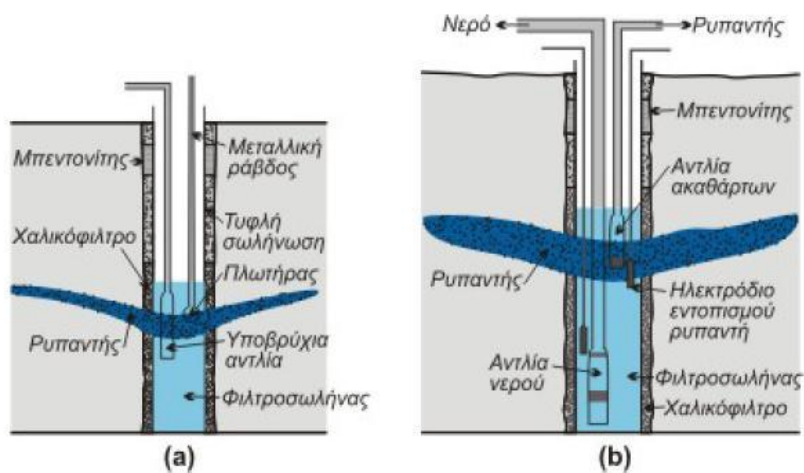 Μπεντονίτης
Χαλικόφιλτρο
Ρυπαντής
Μεταλλική
ράβδος
Τυφλή
σωλήνωση
Πλωτήρας
Υποβρύχια
αντλία
Φιλτροσωλήνας
(a)
Νερό
Ρυπαντής
Μπεντονίτης
Αντλία
ακαθάρτων
Ρυπαντής
Ηλεκτρόδιο
εντοπισμού
ρυπαντή
Αντλία
νερού
Φιλτροσωλήνας
Χαλικόφιλτρο
(b)